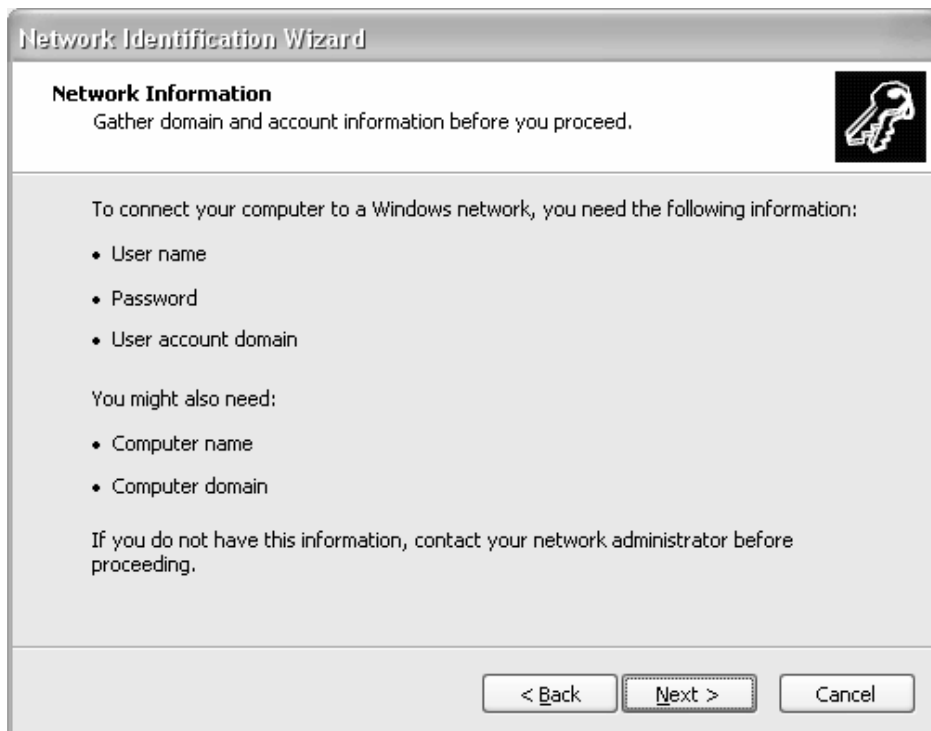 Network Identification Wizard
Network Information
Gather domain and account information before you proceed.
To connect your computer to a Windows network, you need the following information:
• User name
• Password
• User account domain
You might also need:
• Computer name
• Computer domain
If you do not have this information, contact your network administrator before
proceeding.
< Back Next > Cancel